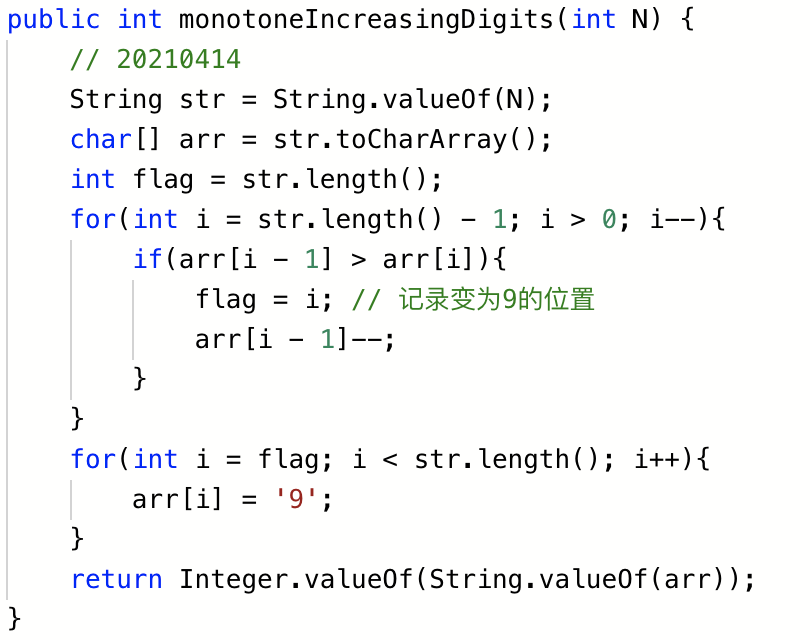 public int monotoneIncreasingDigits(int N) {
    // 20210414
    String str = String.valueOf(N);
    char[] arr = str.toCharArray();
    int flag = str.length();
    for(int i = str.length() - 1; i > 0; i--){
        if(arr[i - 1] > arr[i]){
            flag = i; // 记录变为9的位置
            arr[i - 1]--;
        }
    }
    for(int i = flag; i < str.length(); i++){
        arr[i] = '9';
    }
    return Integer.valueOf(String.valueOf(arr));
}